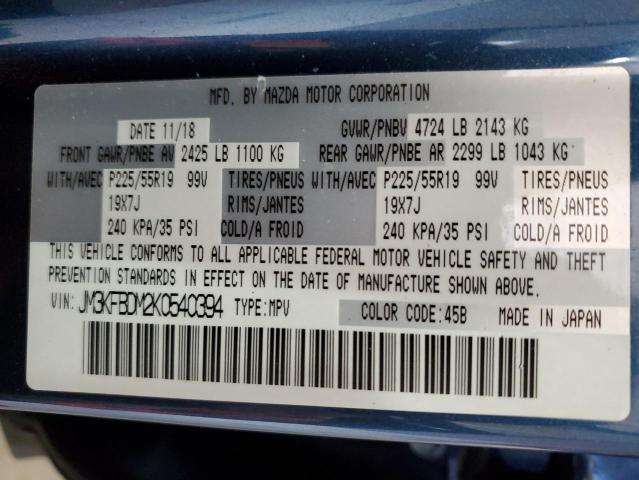 MFD. BY MAZDA MOTOR CORPORATION
DATE 11/18 GVWR/PNBV 4724 LB 2143 KG
FRONT GAWR/PNBE AV 2425 LB 1100 KG REAR GAWR/PNBE AR 2299 LB 1043 KG
WITH/AVEC P225/55R19 99V TIRES/PNEUS WITH/AVEC P225/55R19 99V TIRES/PNEUS
19X7J RIMS/JANTES 19X7J RIMS/JANTES
240 KPA/35 PSI COLD/A FROID 240 KPA/35 PSI COLD/A FROID
THIS VEHICLE CONFORMS TO ALL APPLICABLE FEDERAL MOTOR VEHICLE SAFETY AND THEFT
PREVENTION STANDARDS IN EFFECT ON THE DATE OF MANUFACTURE SHOWN ABOVE.
VIN: JM3KFBDM2K0540394 TYPE:MPV COLOR CODE:45B MADE IN JAPAN